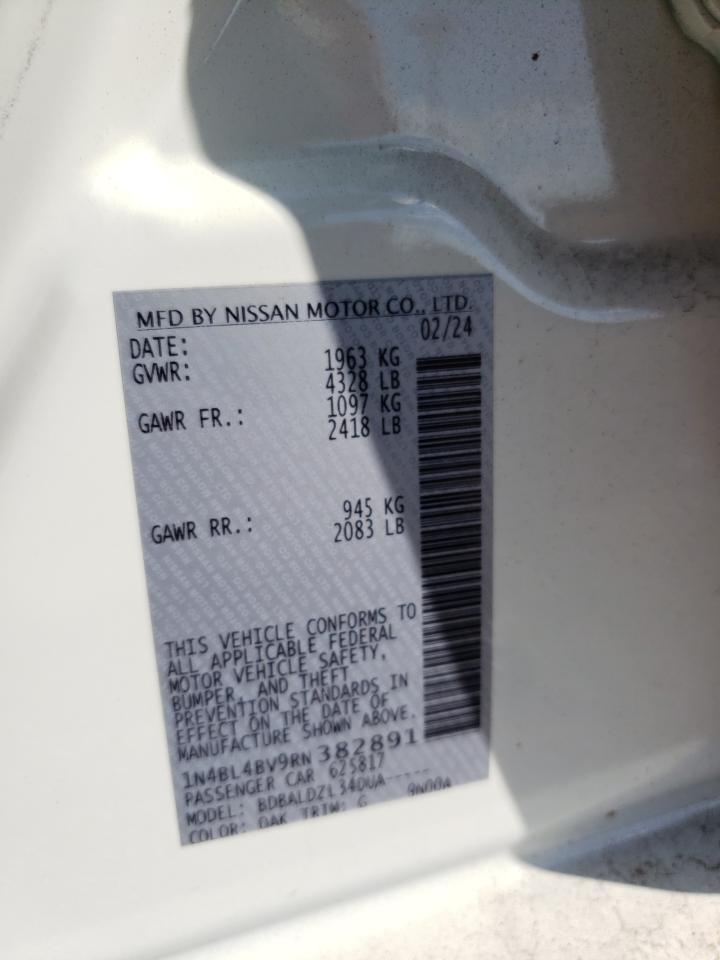 MFD BY NISSAN MOTOR CO., LTD.
DATE: 02/24
GVWR: 1963 KG
4328 LB
GAWR FR.: 1097 KG
2418 LB
GAWR RR.: 945 KG
2083 LB
THIS VEHICLE CONFORMS TO
ALL APPLICABLE FEDERAL
MOTOR VEHICLE SAFETY,
BUMPER, AND THEFT
PREVENTION STANDARDS IN
EFFECT ON THE DATE OF
MANUFACTURE SHOWN ABOVE.
1N4BL4BV9RN382891
PASSENGER CAR 625817
MODEL: BDBALDZL34DUA-----
COLOR: QAK TRIM: G 9N00A